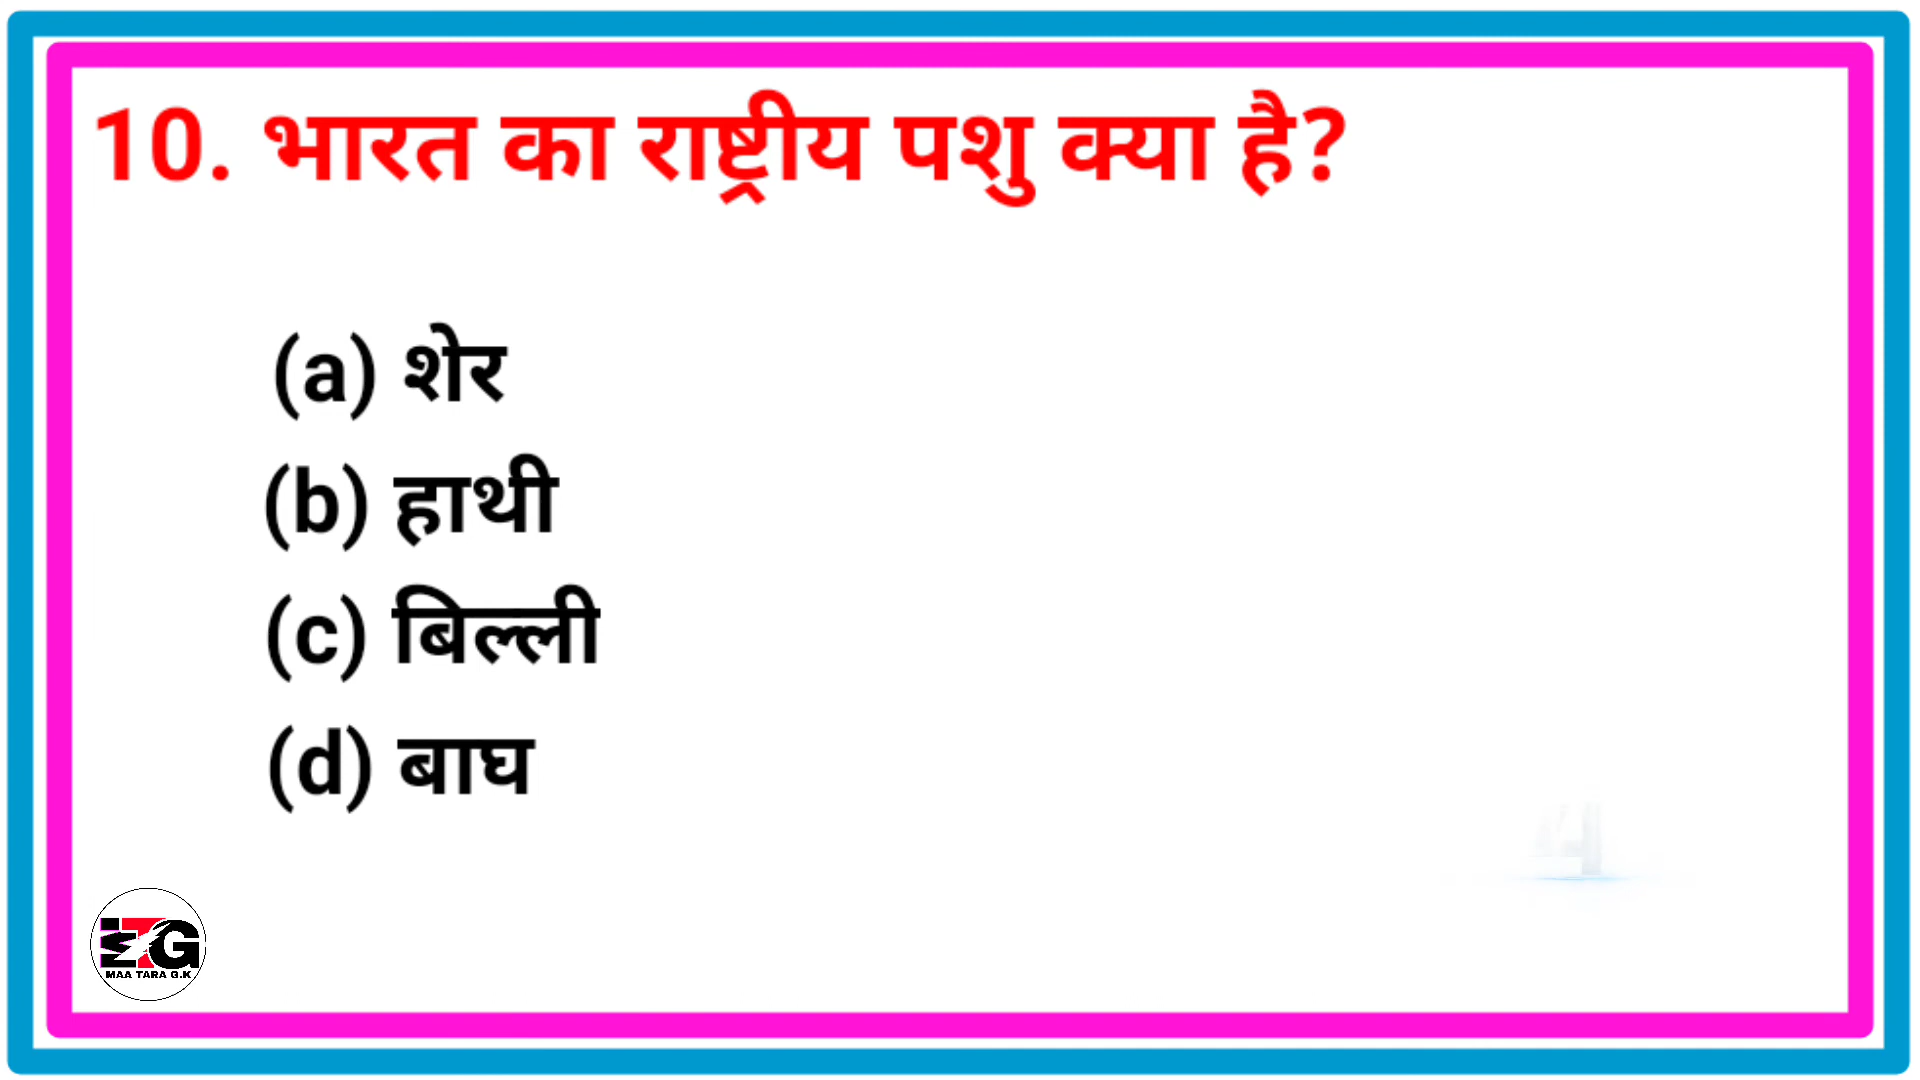 10. भारत का राष्ट्रीय पशु क्या है?
(a) शेर
(b) हाथी
(c) बिल्ली
(d) बाघ
MAA TARA G.K